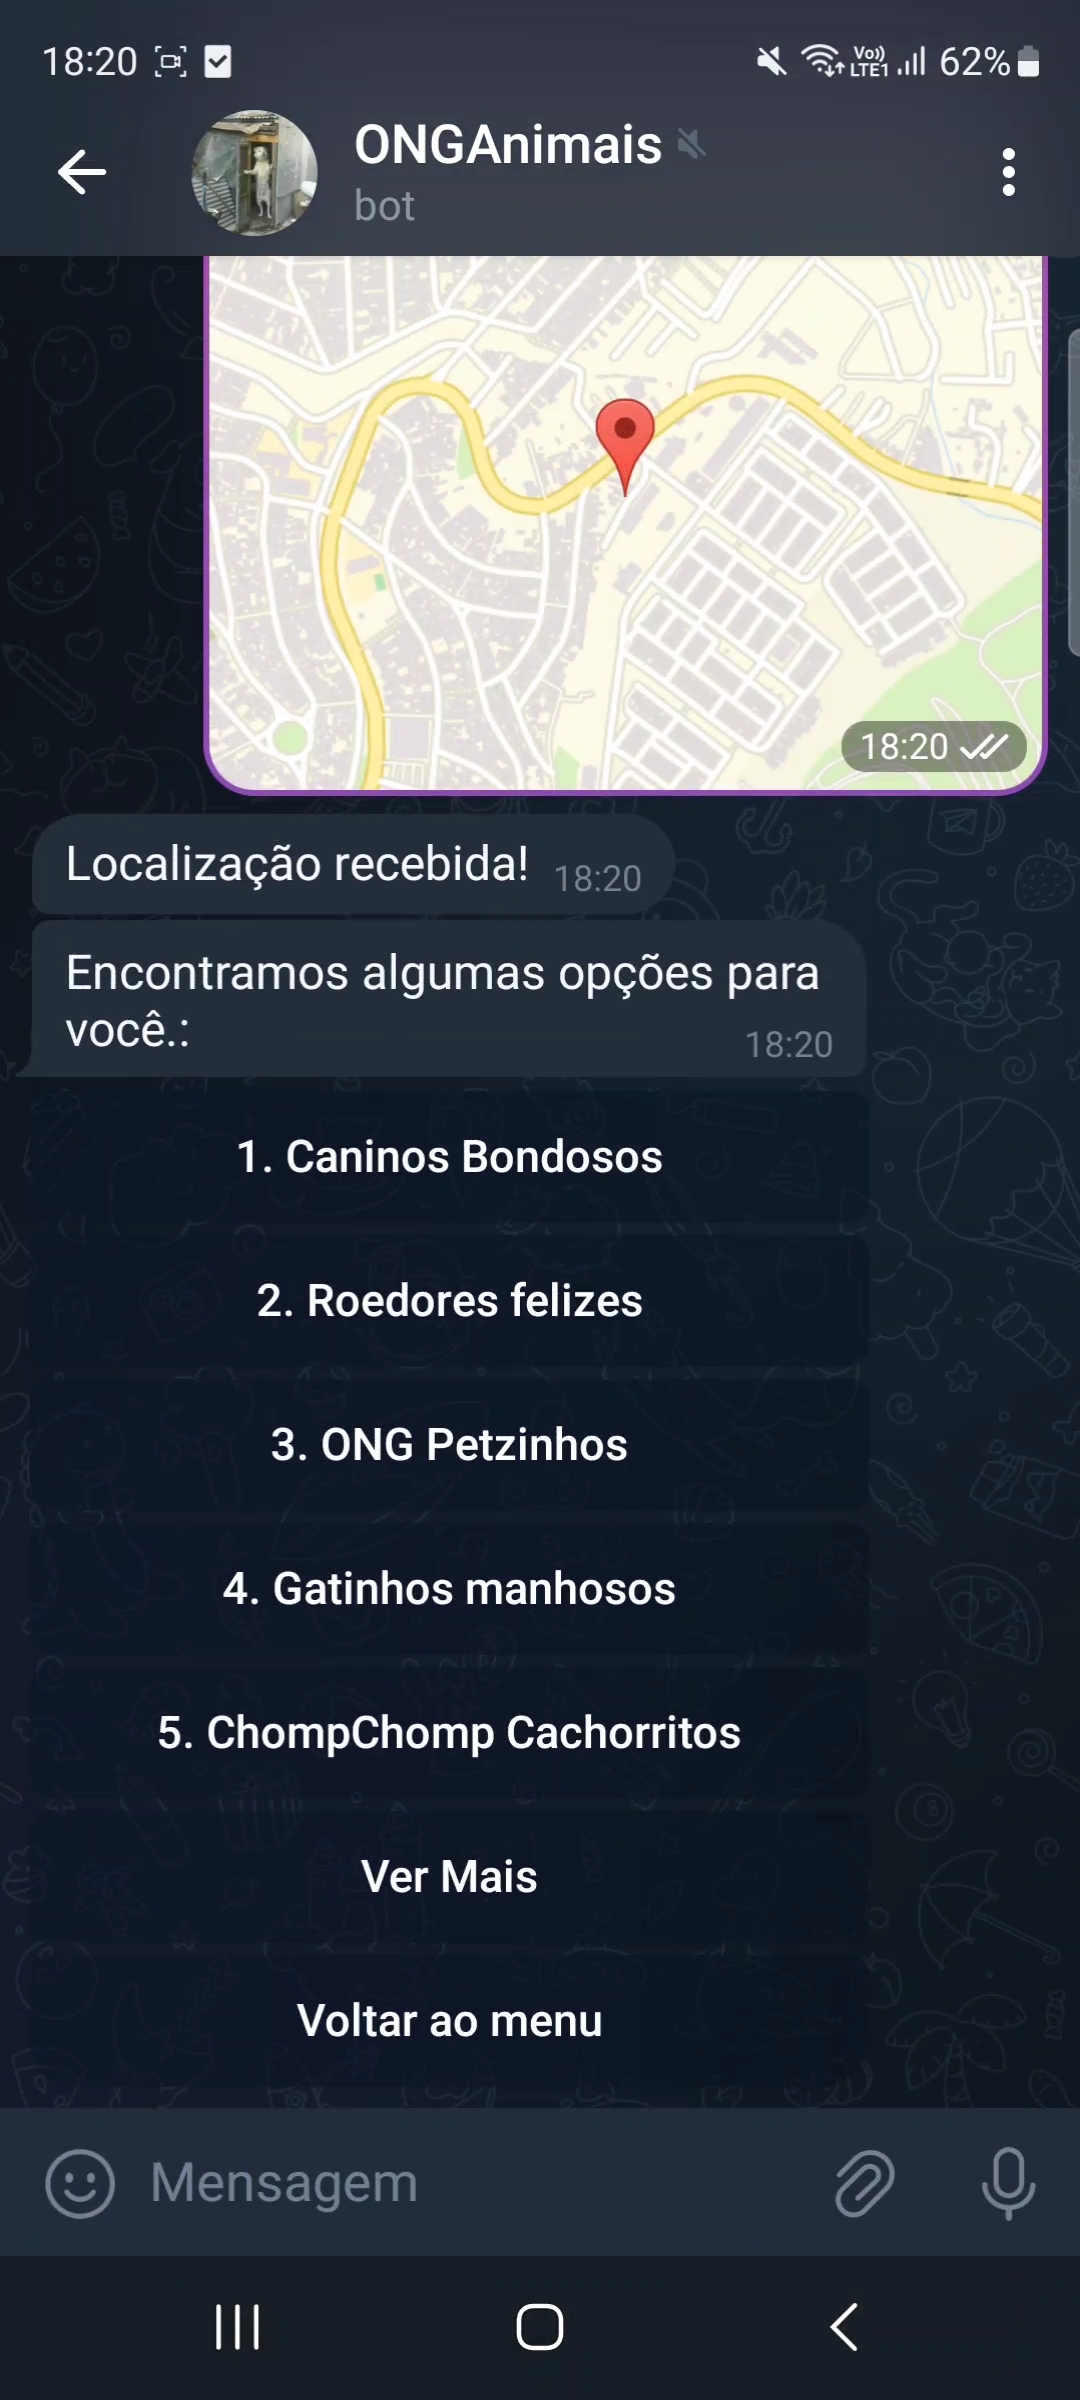 18:20
Vo))
LTE1
62%
ONGAnimais
bot
18:20
Localização recebida! 18:20
Encontramos algumas opções para
você.: 18:20
1. Caninos Bondosos
2. Roedores felizes
3. ONG Petzinhos
4. Gatinhos manhosos
5. ChompChomp Cachorritos
Ver Mais
Voltar ao menu
Mensagem